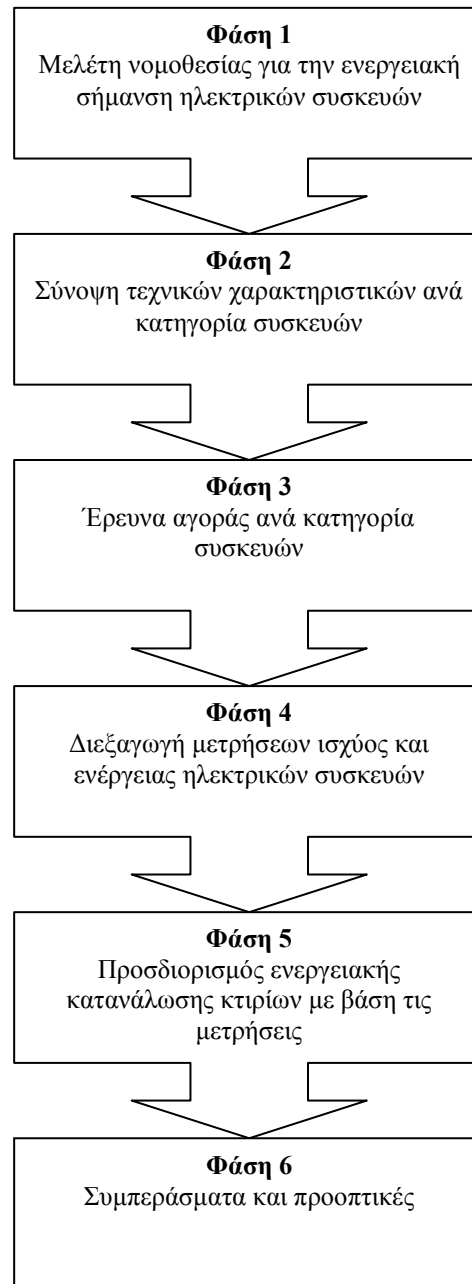 Φάση 1
Μελέτη νομοθεσίας για την ενεργειακή
σήμανση ηλεκτρικών συσκευών
Φάση 2
Σύνοψη τεχνικών χαρακτηριστικών ανά
κατηγορία συσκευών
Φάση 3
Έρευνα αγοράς ανά κατηγορία
συσκευών
Φάση 4
Διεξαγωγή μετρήσεων ισχύος και
ενέργειας ηλεκτρικών συσκευών
Φάση 5
Προσδιορισμός ενεργειακής
κατανάλωσης κτιρίων με βάση τις
μετρήσεις
Φάση 6
Συμπεράσματα και προοπτικές